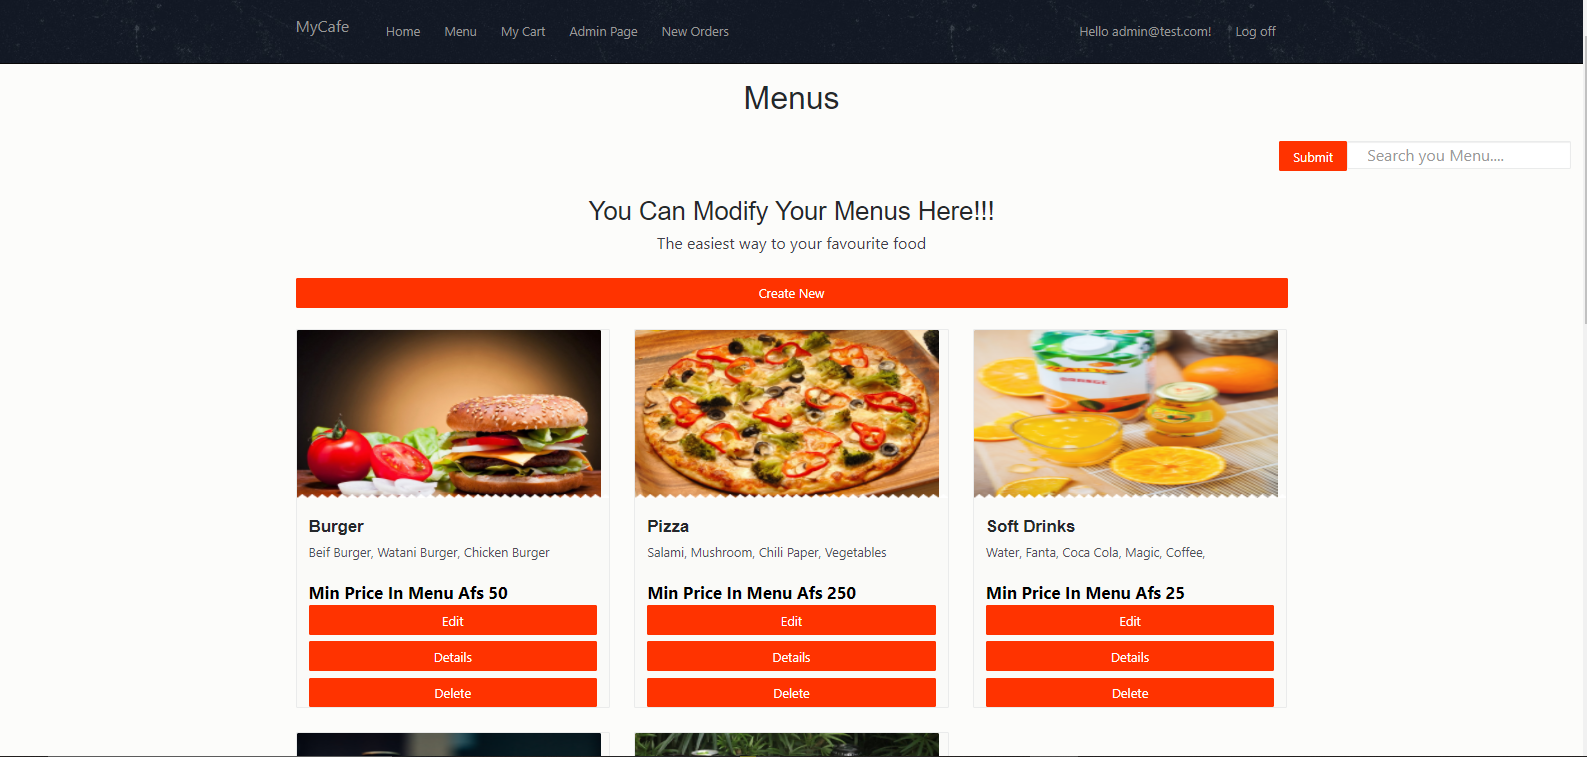 MyCafe Home Menu My Cart Admin Page New Orders Hello admin@test.com! Log off
Menus
Submit Search you Menu....
You Can Modify Your Menus Here!!!
The easiest way to your favourite food
Create New
Burger
Beif Burger, Watani Burger, Chicken Burger
Min Price In Menu Afs 50
Edit
Details
Delete
Pizza
Salami, Mushroom, Chili Paper, Vegetables
Min Price In Menu Afs 250
Edit
Details
Delete
Soft Drinks
Water, Fanta, Coca Cola, Magic, Coffee,
Min Price In Menu Afs 25
Edit
Details
Delete